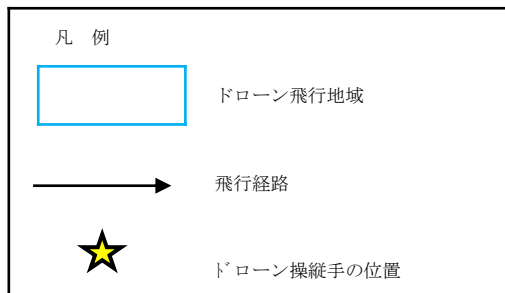 凡　例
ドローン飛行地域
飛行経路
ドローン操縦手の位置